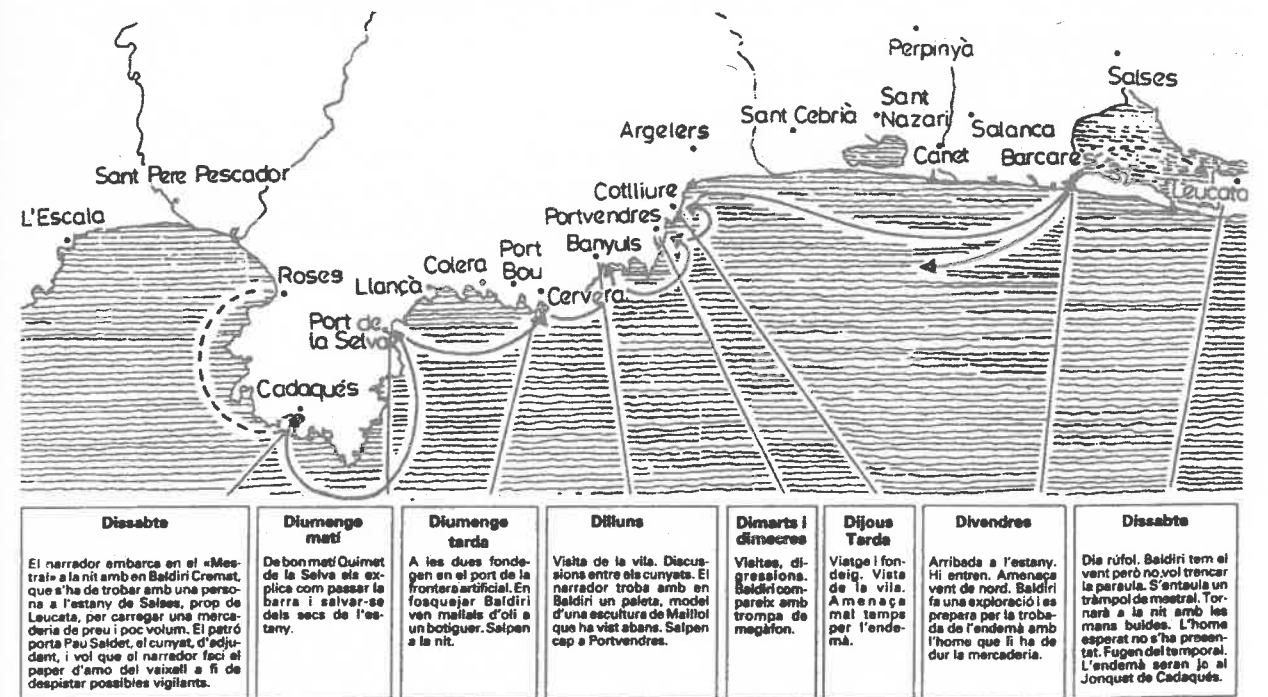 Perpinyà
Salses
Sant
Nazari
Sant Cebrià
Salanca
Argelers
Canet
Barcarès
Sant Pere Pescador
Leucata
Cotlliure
L'Escala
Portvendres
Banyuls
Port
Bou
Colera
Roses
Llançà
Cervera
Port de
la Selva
Cadaqués
Dissabte
El narrador embarca en el «Mes-
tral» a la nit amb en Baldiri Cremat,
que s'ha de trobar amb una perso-
na a l'estany de Salses, prop de
Leucata, per carregar una merca-
deria de preu i poc volum. El patró
porta Pau Saldet, el cunyat, d'adju-
dant, i vol que el narrador faci el
paper d'amo del vaixell a fi de
despistar possibles vigilants.
Diumenge
matí
De bon matí Quimet
de la Selva els ex-
plica com passar la
barra i salvar-se
dels secs de l'es-
tany.
Diumenge
tarda
A les dues fonde-
gen en el port de la
frontera artificial. En
fosquejar Baldiri
ven mallals d'oli a
un botiguer. Salpen
a la nit.
Dilluns
Visita de la vila. Discus-
sions entre els cunyats. El
narrador troba amb en
Baldiri un paleta, model
d'una escultura de Maillol
que ha vist abans. Salpen
cap a Portvendres.
Dimarts i
dimecres
Visites, di-
gressions.
Baldiri com-
pareix amb
trompa de
megàfon.
Dijous
Tarda
Viatge i fon-
deig. Vista
de la vila.
Amenaça
mal temps
per l'ende-
mà.
Divendres
Arribada a l'estany.
Hi entren. Amenaça
vent de nord. Baldiri
fa una exploració i es
prepara per la troba-
da de l'endemà amb
l'home que li ha de
dur la mercaderia.
Dissabte
Dia rúfol. Baldiri tem el
vent però no vol trencar
la paraula. S'entaula un
tràmpol de mestral. Tor-
narà a la nit amb les
mans buides. L'home
esperat no s'ha presen-
tat. Fugen del temporal.
L'endemà seran ja al
Jonquet de Cadaqués.